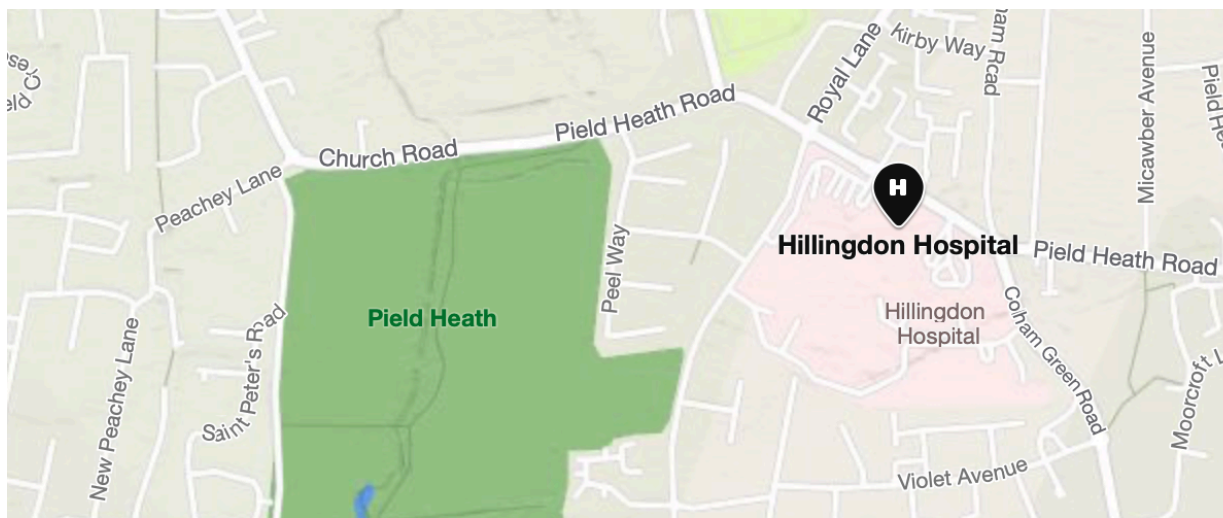 Kirby Way
Royal Lane
Micawber Avenue
Pield Heath Road
Church Road
Peachey Lane
H
Hillingdon Hospital
Pield Heath Road
Peel Way
Pield Heath
Hillingdon
Hospital
Colham Green Road
Saint Peter's Road
New Peachey Lane
Violet Avenue